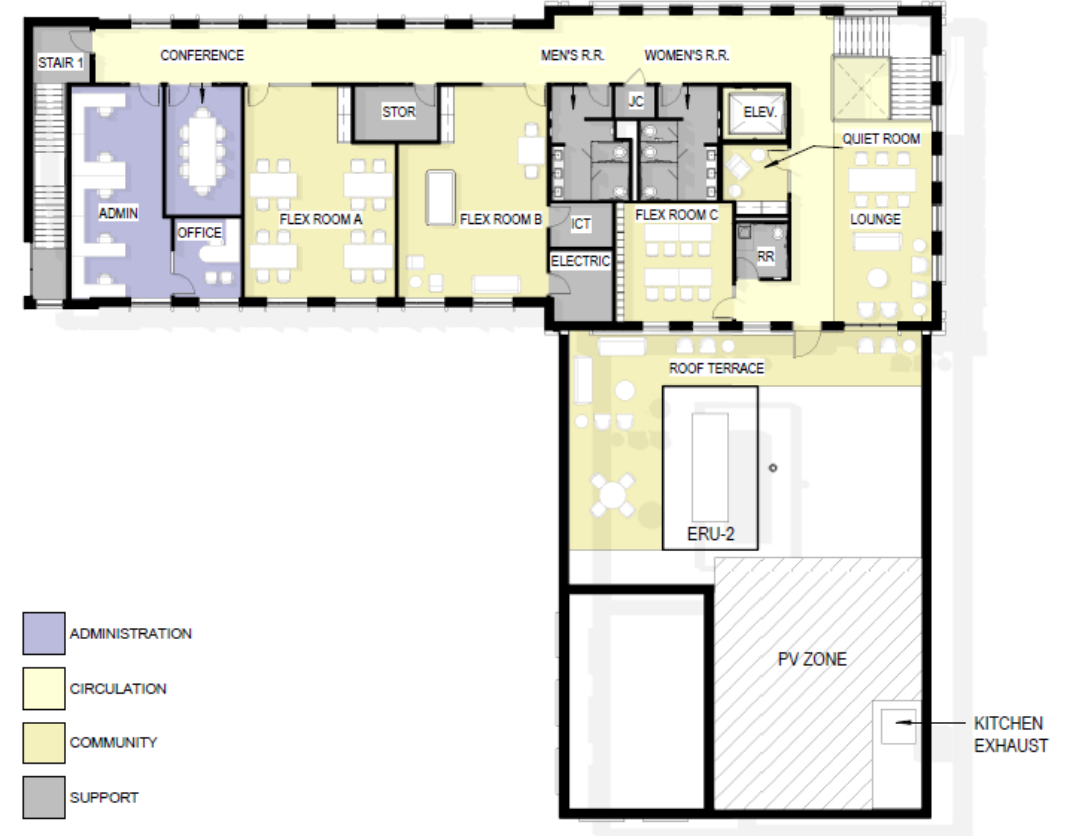 CONFERENCE
MEN'S R.R.
WOMEN'S R.R.
STAIR 1
JC
STOR
ELEV.
QUIET ROOM
ADMIN
FLEX ROOM A
FLEX ROOM B
ICT
FLEX ROOM C
LOUNGE
OFFICE
ELECTRIC
RR
ROOF TERRACE
ERU-2
ADMINISTRATION
PV ZONE
CIRCULATION
KITCHEN
EXHAUST
COMMUNITY
SUPPORT